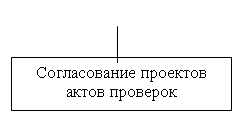 Согласование проектов
актов проверок